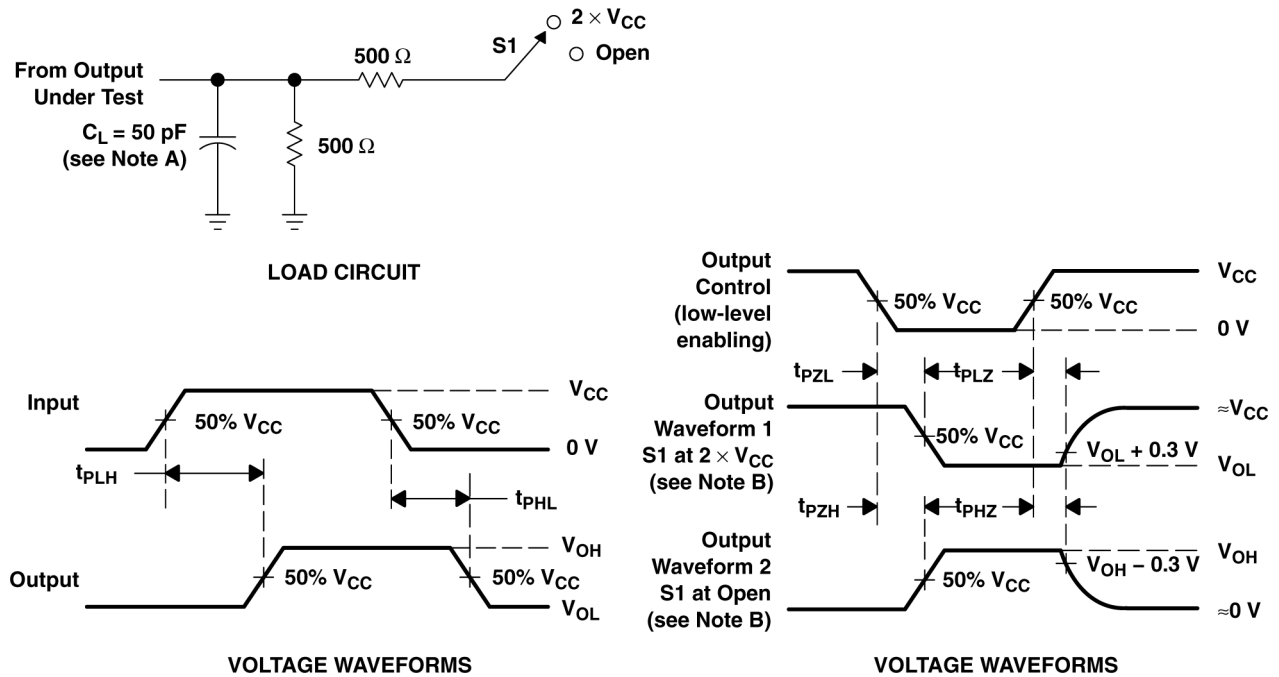 2 × VCC
S1
Open
500 Ω
From Output
Under Test
CL = 50 pF
(see Note A)
500 Ω
LOAD CIRCUIT
Input
VCC
50% VCC
50% VCC
0 V
tPLH
tPHL
Output
VOH
50% VCC
50% VCC
VOL
VOLTAGE WAVEFORMS
Output
Control
(low-level
enabling)
VCC
50% VCC
50% VCC
0 V
tPZL
tPLZ
Output
Waveform 1
S1 at 2 × VCC
(see Note B)
≈VCC
50% VCC
VOL + 0.3 V
VOL
tPZH
tPHZ
Output
Waveform 2
S1 at Open
(see Note B)
VOH
50% VCC
VOH − 0.3 V
≈0 V
VOLTAGE WAVEFORMS